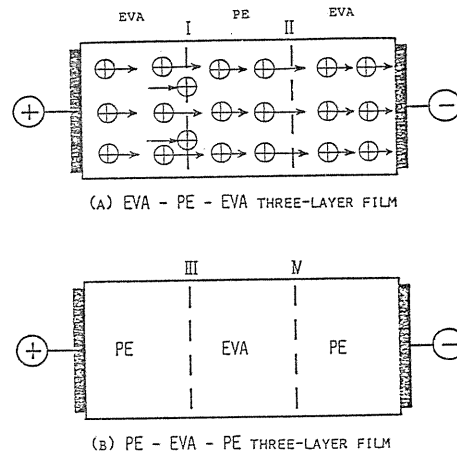 EVA PE EVA
I II
+ −
(A) EVA - PE - EVA THREE-LAYER FILM
III IV
+ PE EVA PE −
(B) PE - EVA - PE THREE-LAYER FILM